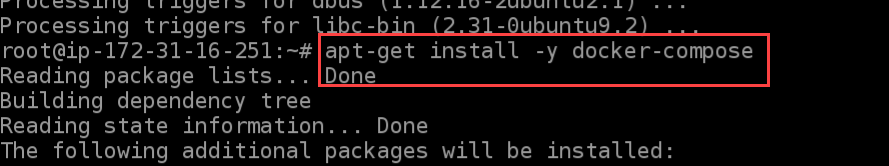 Processing triggers for dbus (1.12.16-2ubuntu2.1) ...
Processing triggers for libc-bin (2.31-0ubuntu9.2) ...
root@ip-172-31-16-251:~# apt-get install -y docker-compose
Reading package lists... Done
Building dependency tree
Reading state information... Done
The following additional packages will be installed: